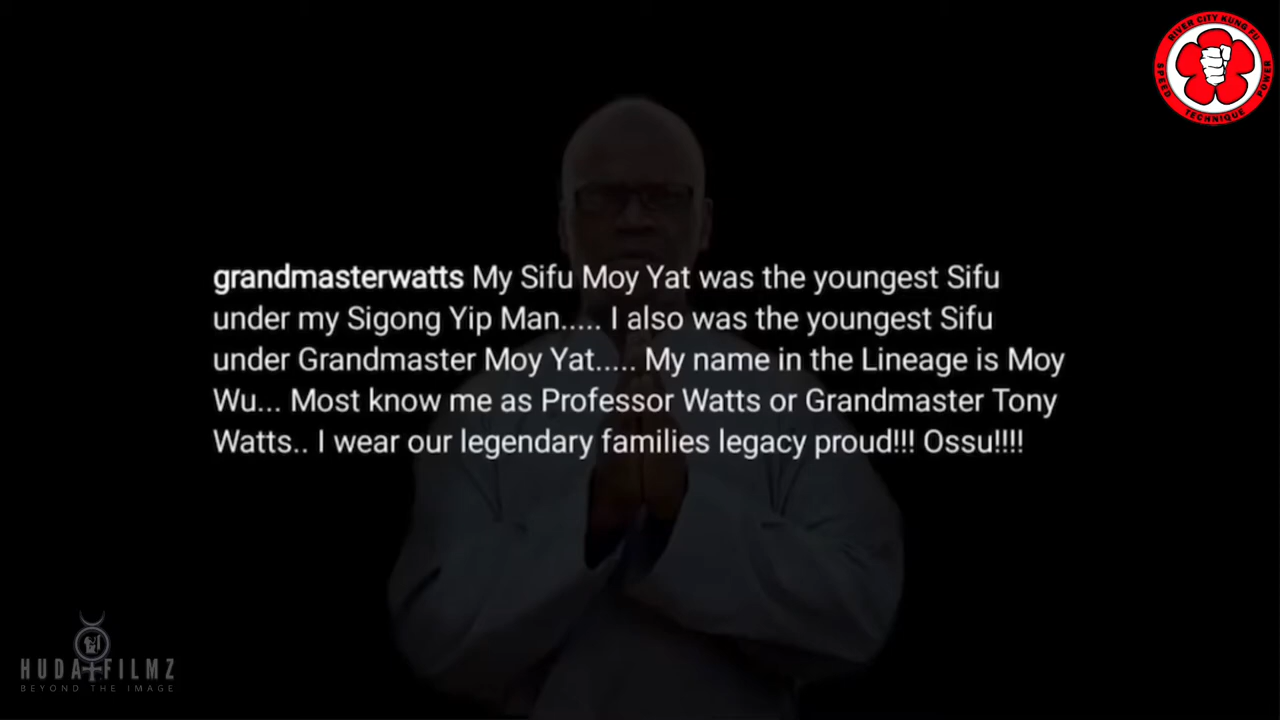 RIVER CITY KUNG FU
SPEED
POWER
TECHNIQUE
grandmasterwatts My Sifu Moy Yat was the youngest Sifu
under my Sigong Yip Man..... I also was the youngest Sifu
under Grandmaster Moy Yat..... My name in the Lineage is Moy
Wu... Most know me as Professor Watts or Grandmaster Tony
Watts.. I wear our legendary families legacy proud!!! Ossu!!!!
HUDA FILMZ
BEYOND THE IMAGE